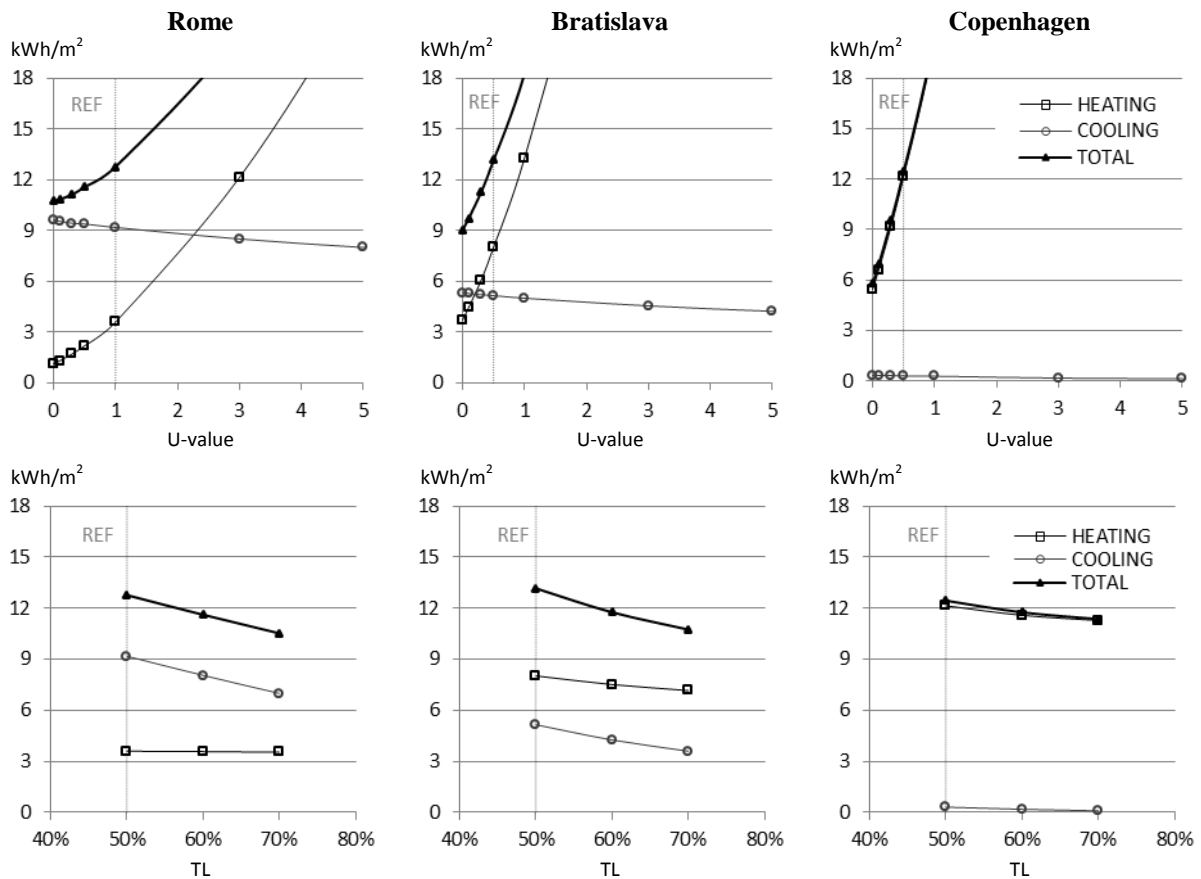 Rome
Bratislava
Copenhagen
kWh/m²
kWh/m²
kWh/m²
18
15
12
9
6
3
0
REF
0 1 2 3 4 5
U-value
18
15
12
9
6
3
0
REF
0 1 2 3 4 5
U-value
18
15
12
9
6
3
0
REF
HEATING
COOLING
TOTAL
0 1 2 3 4 5
U-value
kWh/m²
kWh/m²
kWh/m²
18
15
12
9
6
3
0
REF
40% 50% 60% 70% 80%
TL
18
15
12
9
6
3
0
REF
40% 50% 60% 70% 80%
TL
18
15
12
9
6
3
0
REF
HEATING
COOLING
TOTAL
40% 50% 60% 70% 80%
TL